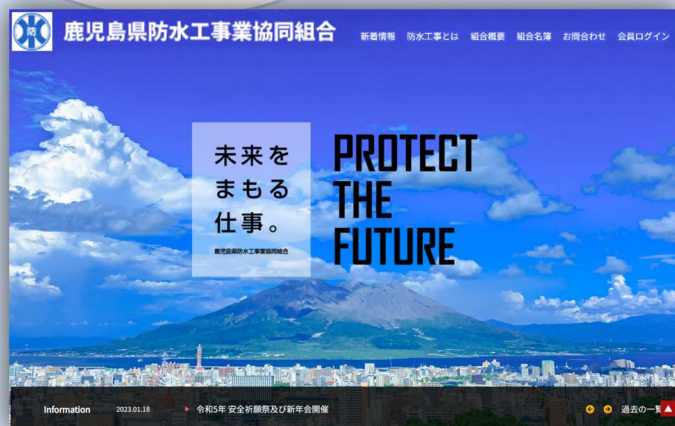 防
鹿児島県防水工事業協同組合
新着情報 防水工事とは 組合概要 組合名簿 お問合わせ 会員ログイン
未来を
まもる
仕事。
鹿児島県防水工事業協同組合
PROTECT
THE
FUTURE
Information 2023.01.18 令和5年 安全祈願祭及び新年会開催 過去の一覧